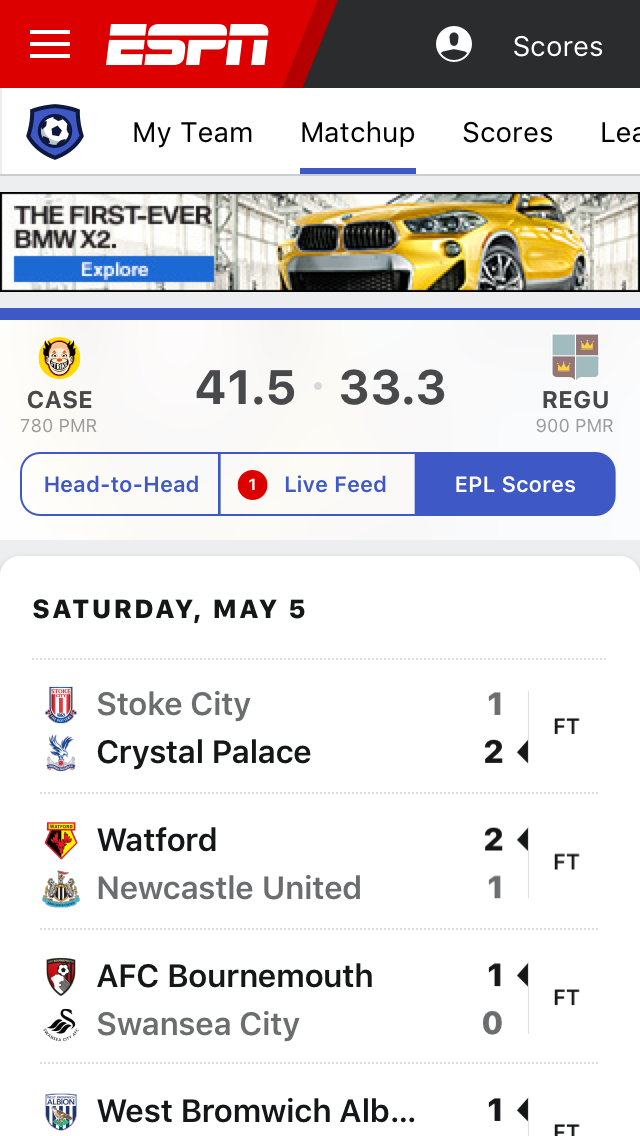 ESPN
Scores
My Team Matchup Scores Lea
THE FIRST-EVER
BMW X2.
Explore
41.5 33.3
CASE REGU
780 PMR 900 PMR
Head-to-Head 1 Live Feed EPL Scores
SATURDAY, MAY 5
Stoke City 1
FT
Crystal Palace 2
Watford 2
FT
Newcastle United 1
AFC Bournemouth 1
FT
Swansea City 0
West Bromwich Alb... 1
FT